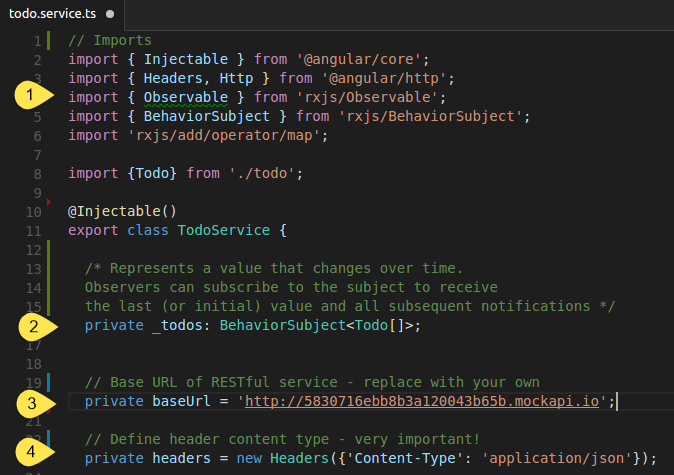 todo.service.ts
1 // Imports
2 import { Injectable } from '@angular/core';
3 import { Headers, Http } from '@angular/http';
1 import { Observable } from 'rxjs/Observable';
5 import { BehaviorSubject } from 'rxjs/BehaviorSubject';
6 import 'rxjs/add/operator/map';
7
8 import {Todo} from './todo';
9
10 @Injectable()
11 export class TodoService {
12
13 /* Represents a value that changes over time.
14 Observers can subscribe to the subject to receive
15 the last (or initial) value and all subsequent notifications */
2 private _todos: BehaviorSubject<Todo[]>;
17
18
19 // Base URL of RESTful service - replace with your own
3 private baseUrl = 'http://5830716ebb8b3a120043b65b.mockapi.io';
21
22 // Define header content type - very important!
4 private headers = new Headers({'Content-Type': 'application/json'});